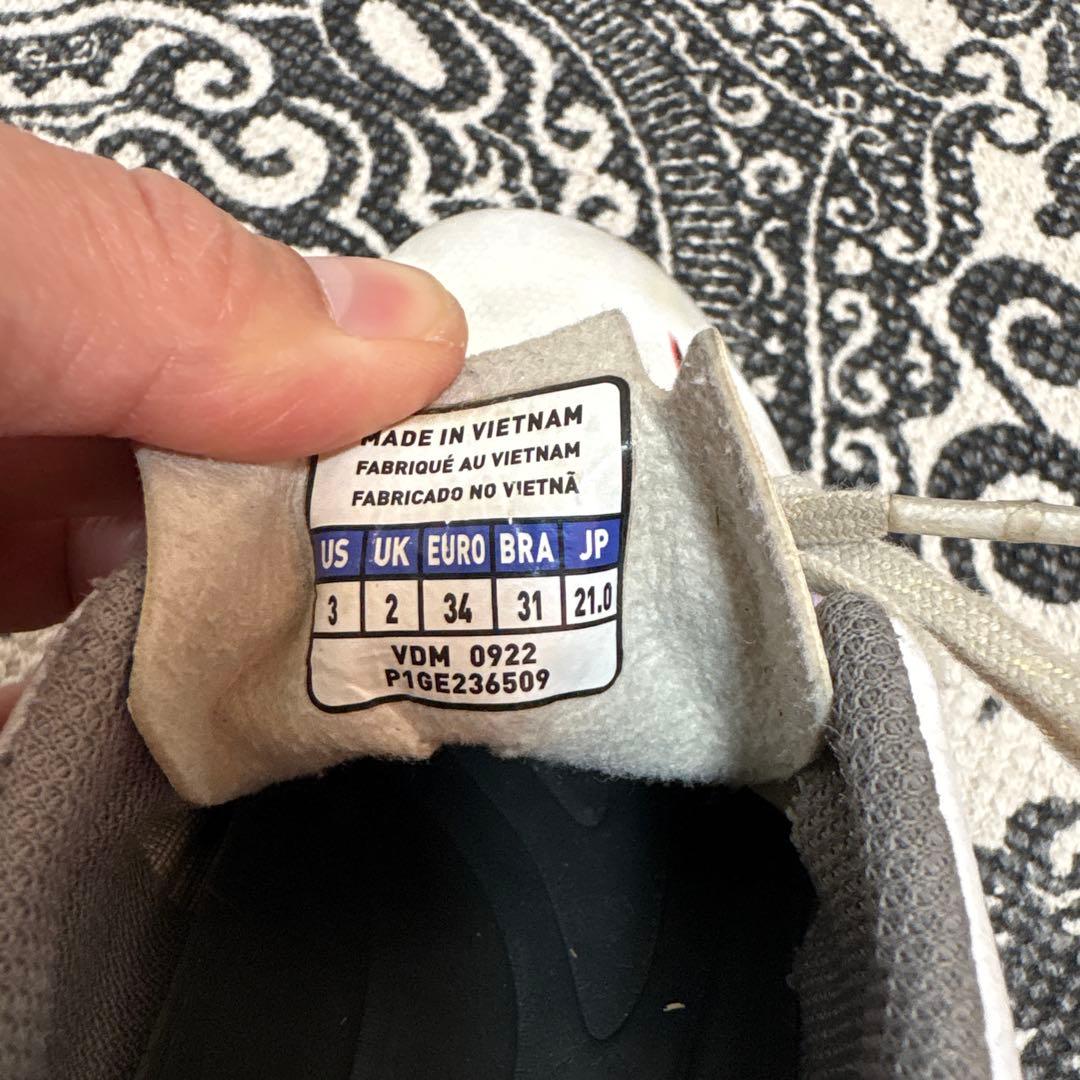 MADE IN VIETNAM
FABRIQUÉ AU VIETNAM
FABRICADO NO VIETNÃ
US UK EURO BRA JP
3 2 34 31 21.0
VDM 0922
P1GE236509